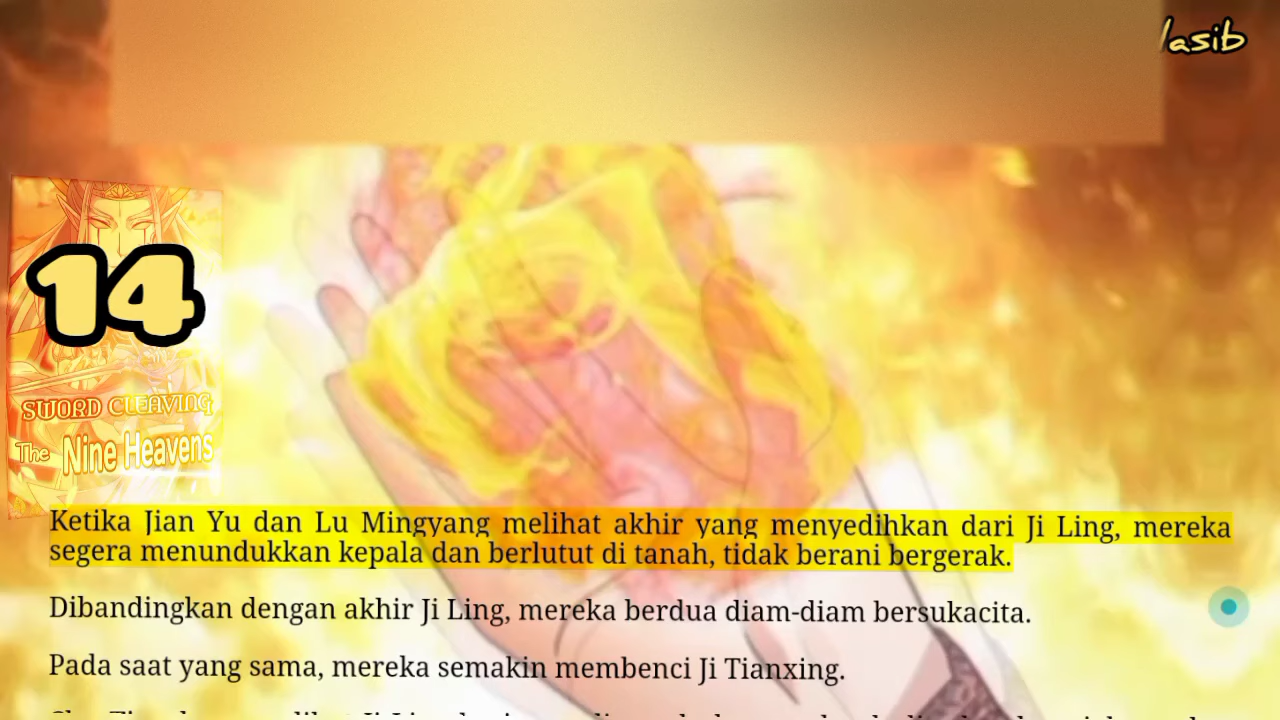 lasib
14
SWORD CLEAVING
The Nine Heavens
Ketika Jian Yu dan Lu Mingyang melihat akhir yang menyedihkan dari Ji Ling, mereka
segera menundukkan kepala dan berlutut di tanah, tidak berani bergerak.
Dibandingkan dengan akhir Ji Ling, mereka berdua diam-diam bersukacita.
Pada saat yang sama, mereka semakin membenci Ji Tianxing.